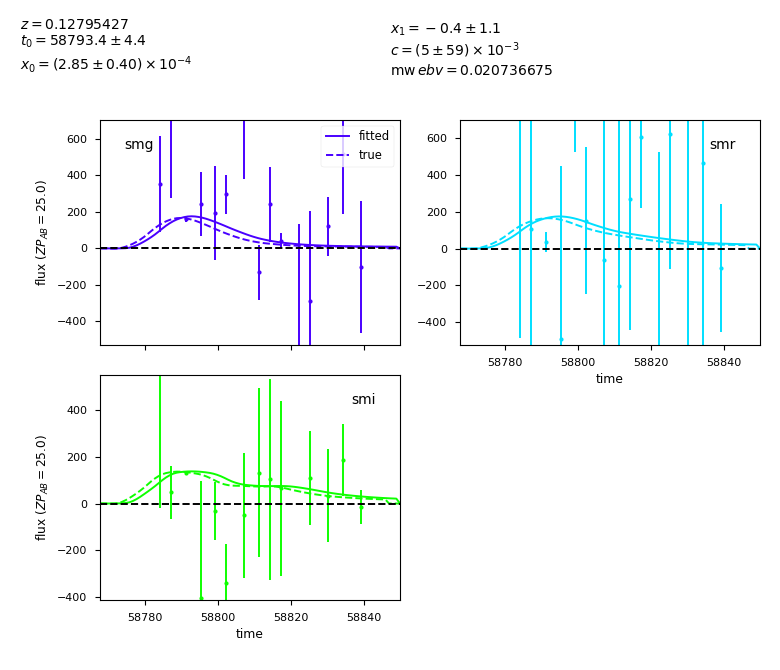 z = 0.12795427
t₀ = 58793.4 ± 4.4
x₀ = (2.85 ± 0.40) × 10⁻⁴
x₁ = −0.4 ± 1.1
c = (5 ± 59) × 10⁻³
mw ebv = 0.020736675
smg
fitted
true
600
400
200
0
−200
−400
flux (ZP_AB = 25.0)
smr
600
400
200
0
−200
−400
58780 58800 58820 58840
time
smi
400
200
0
−200
−400
flux (ZP_AB = 25.0)
58780 58800 58820 58840
time